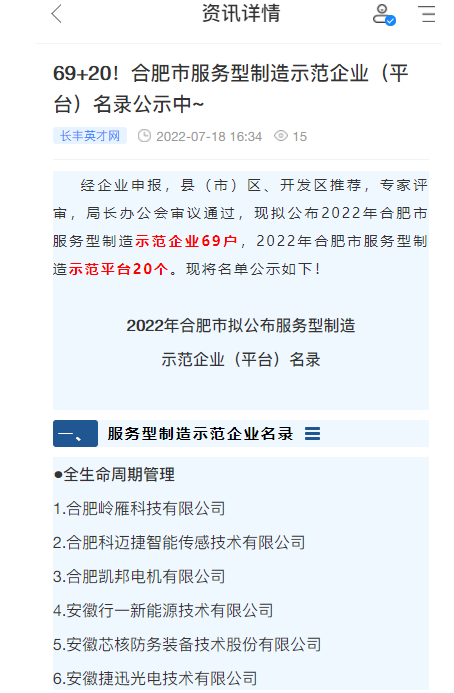 资讯详情
69+20！合肥市服务型制造示范企业（平
台）名录公示中~
长丰英才网 2022-07-18 16:34 15
经企业申报，县（市）区、开发区推荐，专家评
审，局长办公会审议通过，现拟公布2022年合肥市
服务型制造示范企业69户，2022年合肥市服务型制
造示范平台20个。现将名单公示如下！
2022年合肥市拟公布服务型制造
示范企业（平台）名录
一、 服务型制造示范企业名录
●全生命周期管理
1.合肥岭雁科技有限公司
2.合肥科迈捷智能传感技术有限公司
3.合肥凯邦电机有限公司
4.安徽行一新能源技术有限公司
5.安徽芯核防务装备技术股份有限公司
6.安徽捷迅光电技术有限公司